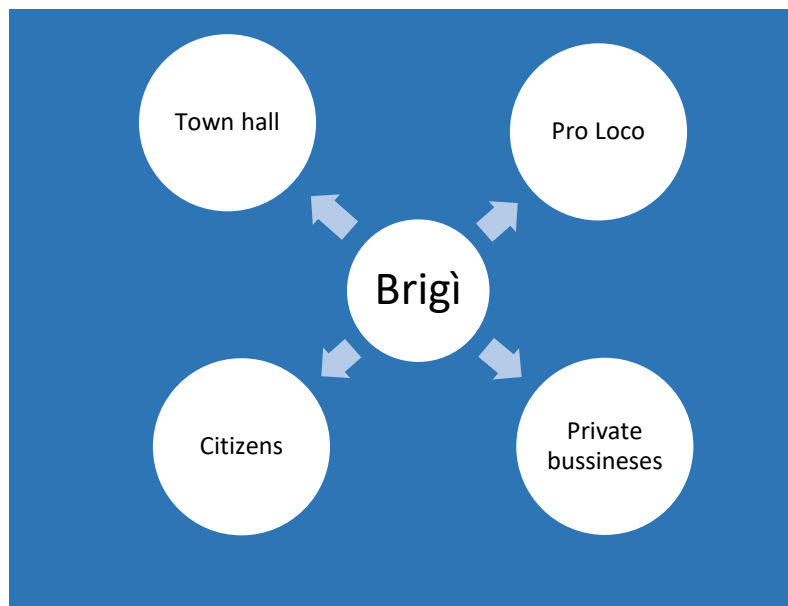 Town hall
Pro Loco
Brigì
Citizens
Private
bussineses